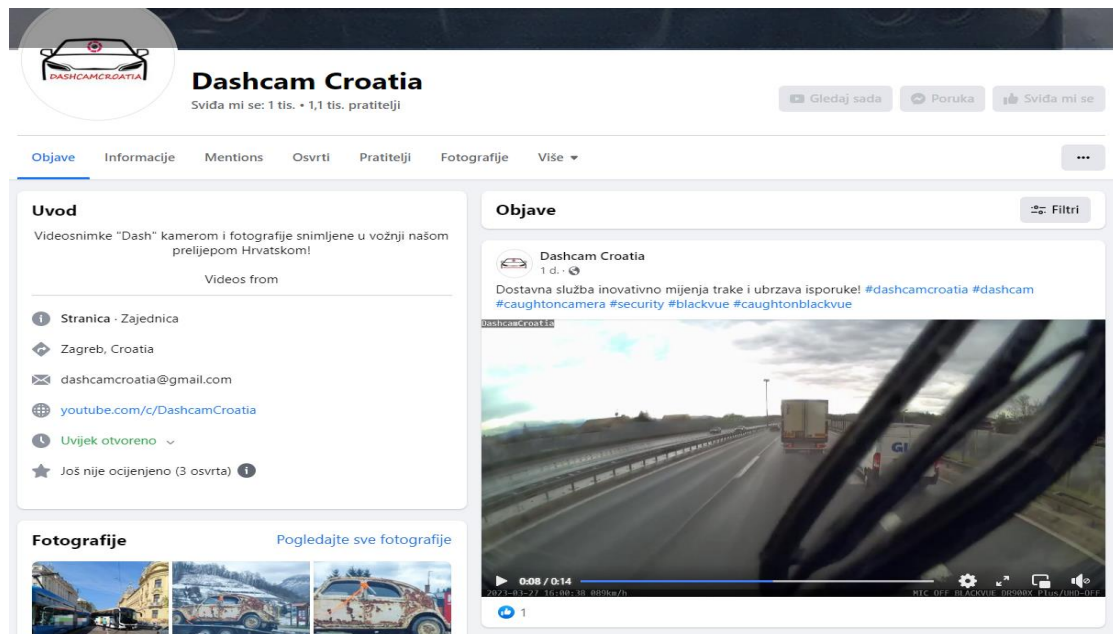 DASHCAMCROATIA
Dashcam Croatia
Sviđa mi se: 1 tis. • 1,1 tis. pratitelji
Gledaj sada
Poruka
Sviđa mi se
Objave
Informacije
Mentions
Osvrti
Pratitelji
Fotografije
Više
Uvod
Videosnimke "Dash" kamerom i fotografije snimljene u vožnji našom
prelijepom Hrvatskom!
Videos from
Stranica · Zajednica
Zagreb, Croatia
dashcamcroatia@gmail.com
youtube.com/c/DashcamCroatia
Uvijek otvoreno
Još nije ocijenjeno (3 osvrta)
Fotografije
Pogledajte sve fotografije
Objave
Filtri
Dashcam Croatia
1 d. ·
Dostavna služba inovativno mijenja trake i ubrzava isporuke! #dashcamcroatia #dashcam
#caughtoncamera #security #blackvue #caughtonblackvue
DashcamCroatia
0:08 / 0:14
2023-03-27 16:00:38 089km/h
MIC OFF BLACKVUE DR900X Plus/UHD-OFF
1